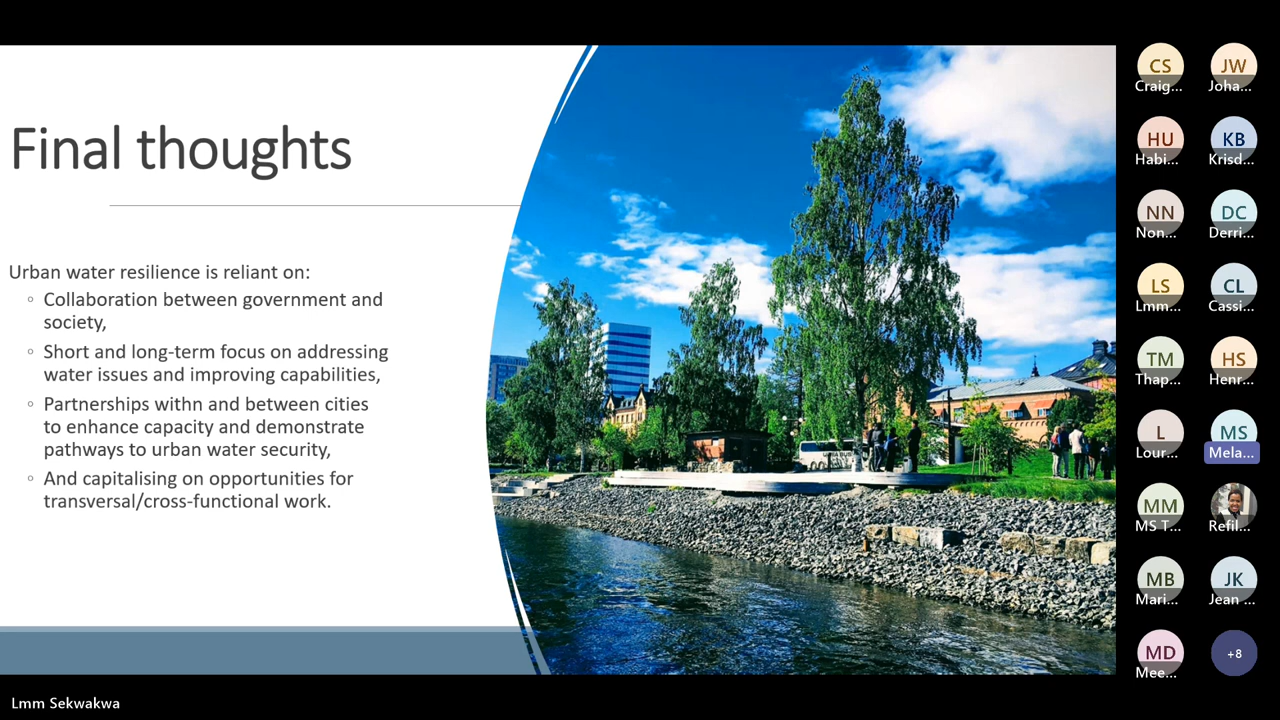 Final thoughts
Urban water resilience is reliant on:
◦ Collaboration between government and
society,
◦ Short and long-term focus on addressing
water issues and improving capabilities,
◦ Partnerships withn and between cities
to enhance capacity and demonstrate
pathways to urban water security,
◦ And capitalising on opportunities for
transversal/cross-functional work.
CS JW
Craig... Joha...
HU KB
Habi... Krisd...
NN DC
Non... Derri...
LS CL
Lmm... Cassi...
TM HS
Thap... Henr...
L MS
Lour... Mela...
MM
MS T... Refil...
MB JK
Mari... Jean ...
MD +8
Mee...
Lmm Sekwakwa